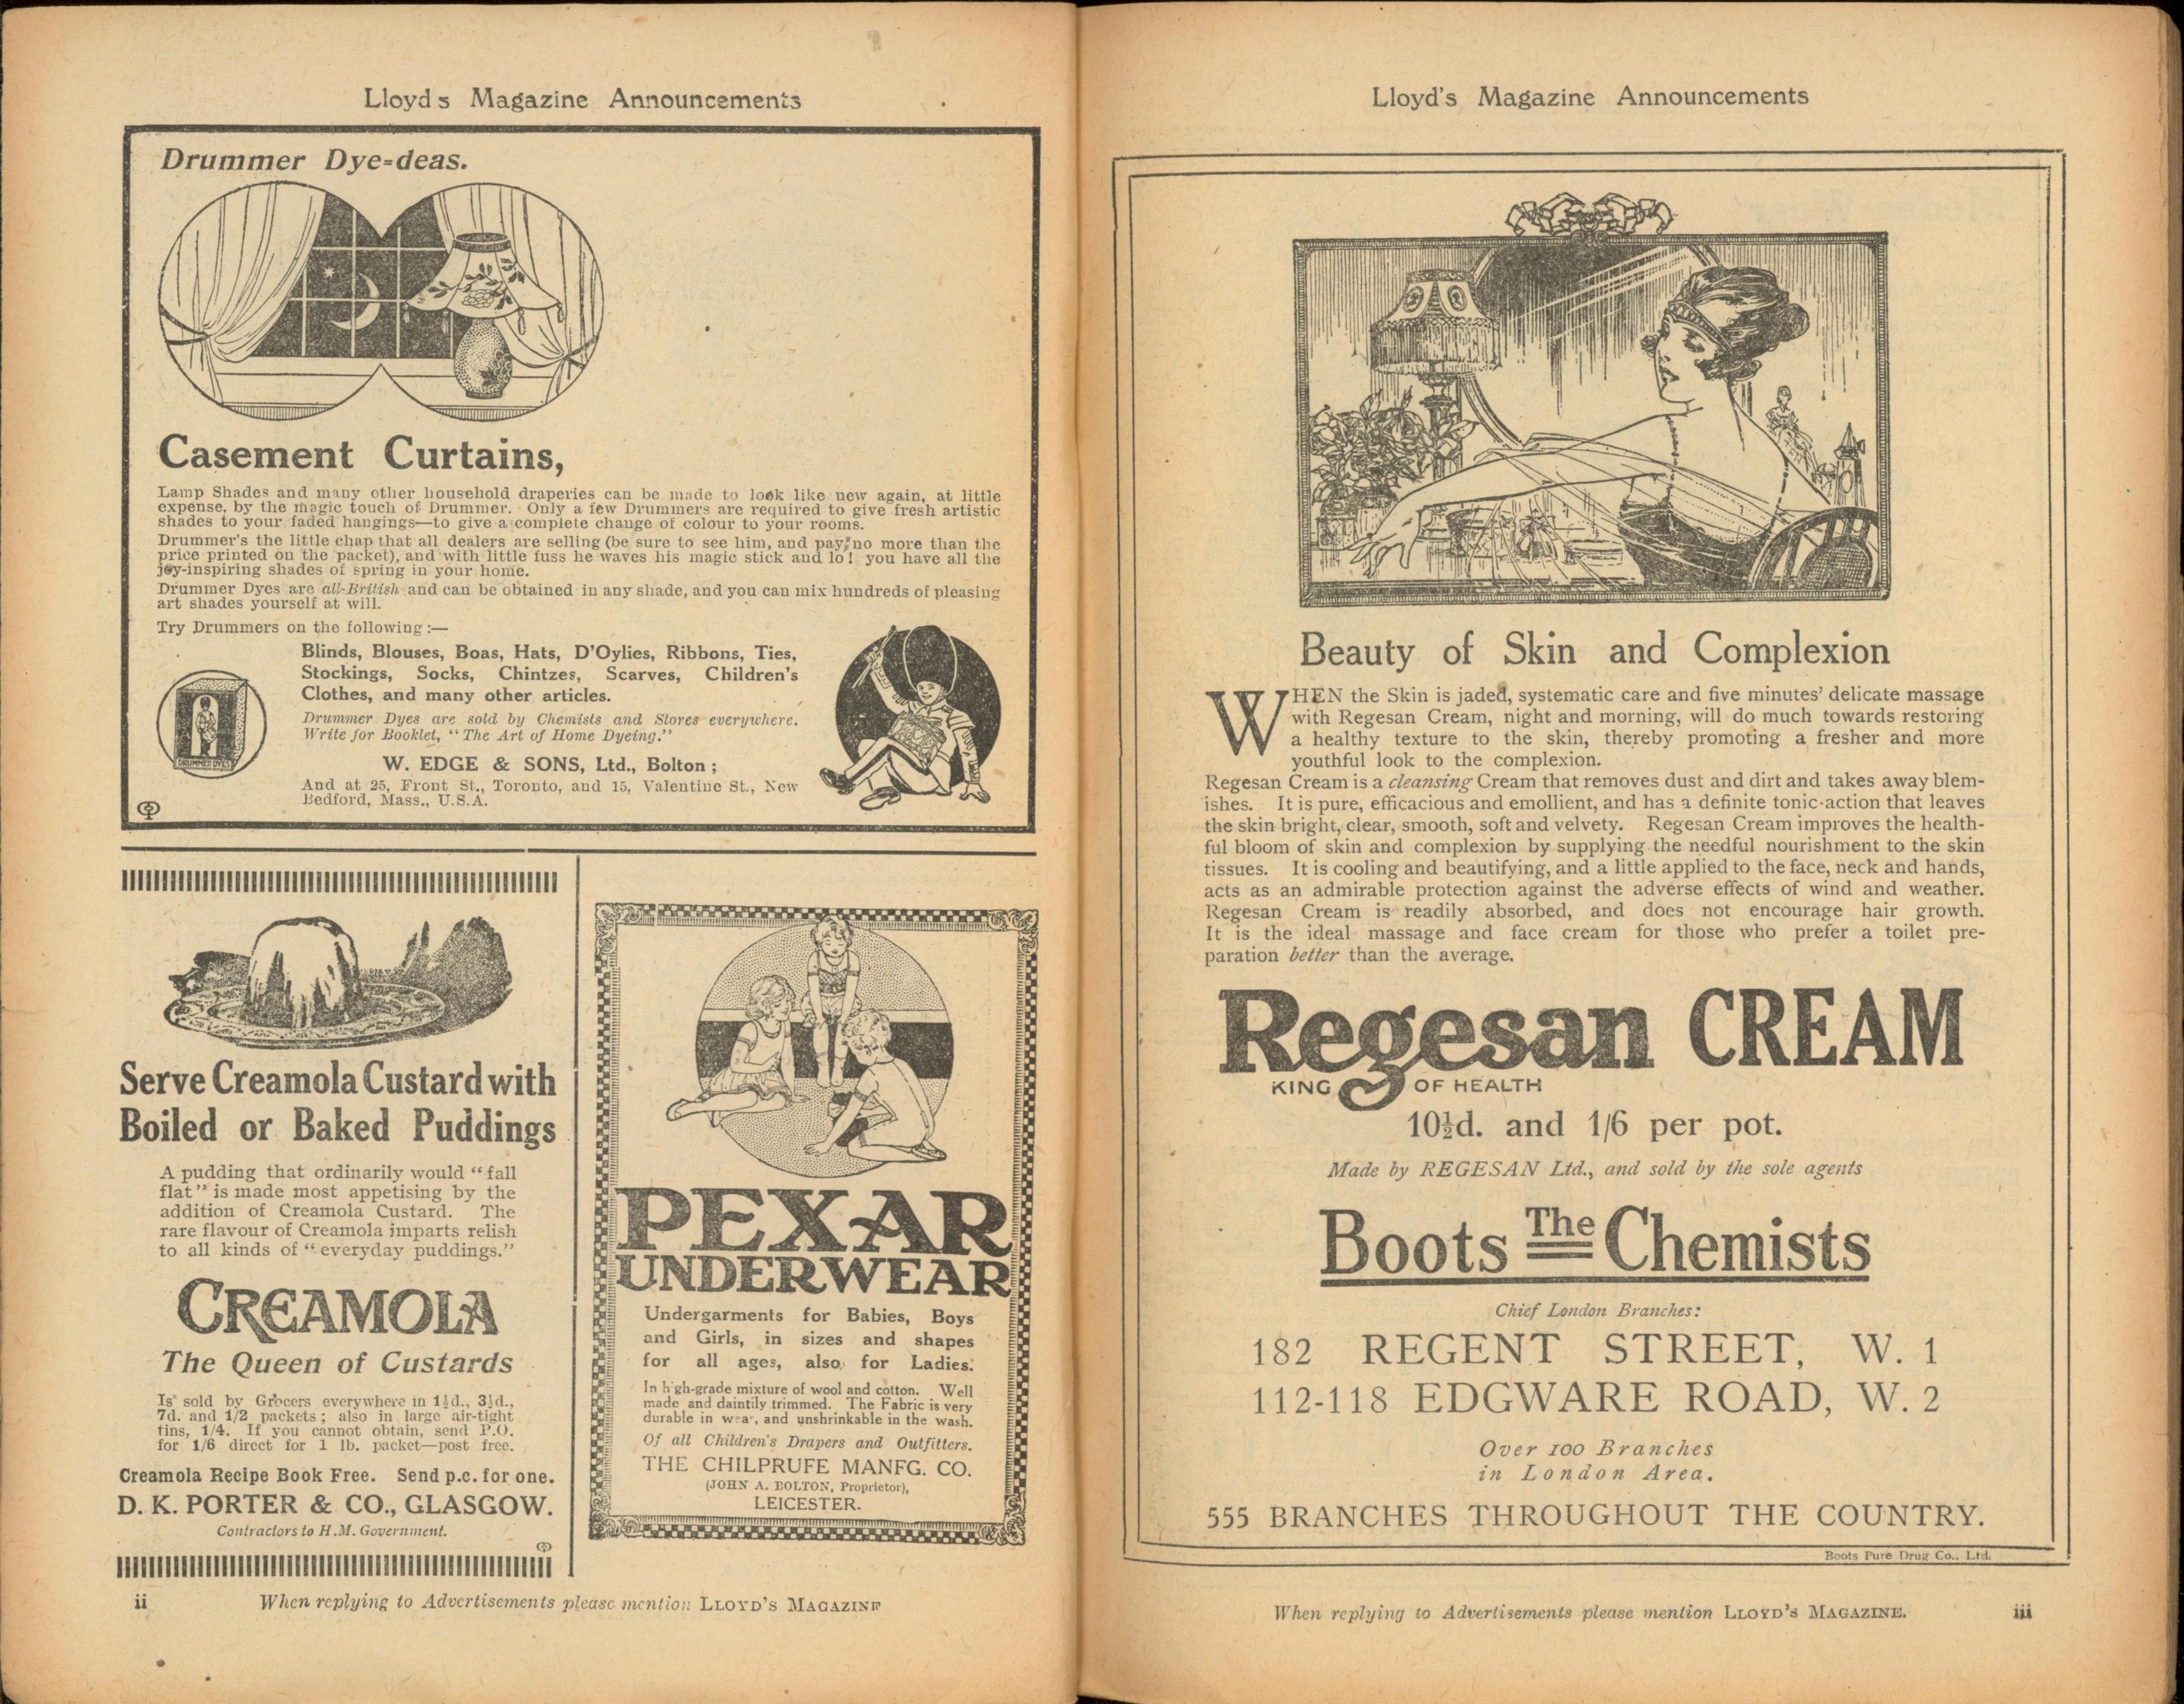 Lloyd s Magazine Announcements
Drummer Dye=deas.
Casement Curtains,
Lamp Shades and many other household draperies can be made to look like new again, at little
expense, by the magic touch of Drummer. Only a few Drummers are required to give fresh artistic
shades to your faded hangings—to give a complete change of colour to your rooms.
Drummer's the little chap that all dealers are selling (be sure to see him, and pay no more than the
price printed on the packet), and with little fuss he waves his magic stick and lo! you have all the
joy-inspiring shades of spring in your home.
Drummer Dyes are all-British and can be obtained in any shade, and you can mix hundreds of pleasing
art shades yourself at will.
Try Drummers on the following:—
Blinds, Blouses, Boas, Hats, D'Oylies, Ribbons, Ties,
Stockings, Socks, Chintzes, Scarves, Children's
Clothes, and many other articles.
Drummer Dyes are sold by Chemists and Stores everywhere.
Write for Booklet, "The Art of Home Dyeing."
W. EDGE & SONS, Ltd., Bolton;
And at 25, Front St., Toronto, and 15, Valentine St., New
Bedford, Mass., U.S.A.
DRUMMER DYES
Serve Creamola Custard with
Boiled or Baked Puddings
A pudding that ordinarily would "fall
flat" is made most appetising by the
addition of Creamola Custard. The
rare flavour of Creamola imparts relish
to all kinds of "everyday puddings."
CREAMOLA
The Queen of Custards
Is sold by Grocers everywhere in 1½d., 3½d.,
7d. and 1/2 packets; also in large air-tight
tins, 1/4. If you cannot obtain, send P.O.
for 1/6 direct for 1 lb. packet—post free.
Creamola Recipe Book Free. Send p.c. for one.
D. K. PORTER & CO., GLASGOW.
Contractors to H.M. Government.
PEXAR
UNDERWEAR
Undergarments for Babies, Boys
and Girls, in sizes and shapes
for all ages, also for Ladies.
In high-grade mixture of wool and cotton. Well
made and daintily trimmed. The Fabric is very
durable in wear, and unshrinkable in the wash.
Of all Children's Drapers and Outfitters.
THE CHILPRUFE MANFG. CO.
(JOHN A. BOLTON, Proprietor),
LEICESTER.
ii When replying to Advertisements please mention LLOYD'S MAGAZINE
Lloyd's Magazine Announcements
Beauty of Skin and Complexion
WHEN the Skin is jaded, systematic care and five minutes' delicate massage
with Regesan Cream, night and morning, will do much towards restoring
a healthy texture to the skin, thereby promoting a fresher and more
youthful look to the complexion.
Regesan Cream is a cleansing Cream that removes dust and dirt and takes away blem-
ishes. It is pure, efficacious and emollient, and has a definite tonic action that leaves
the skin bright, clear, smooth, soft and velvety. Regesan Cream improves the health-
ful bloom of skin and complexion by supplying the needful nourishment to the skin
tissues. It is cooling and beautifying, and a little applied to the face, neck and hands,
acts as an admirable protection against the adverse effects of wind and weather.
Regesan Cream is readily absorbed, and does not encourage hair growth.
It is the ideal massage and face cream for those who prefer a toilet pre-
paration better than the average.
Regesan CREAM
KING OF HEALTH
10½d. and 1/6 per pot.
Made by REGESAN Ltd., and sold by the sole agents
Boots The Chemists
Chief London Branches:
182 REGENT STREET, W. 1
112-118 EDGWARE ROAD, W. 2
Over 100 Branches
in London Area.
555 BRANCHES THROUGHOUT THE COUNTRY.
Boots Pure Drug Co., Ltd.
When replying to Advertisements please mention LLOYD'S MAGAZINE. iii